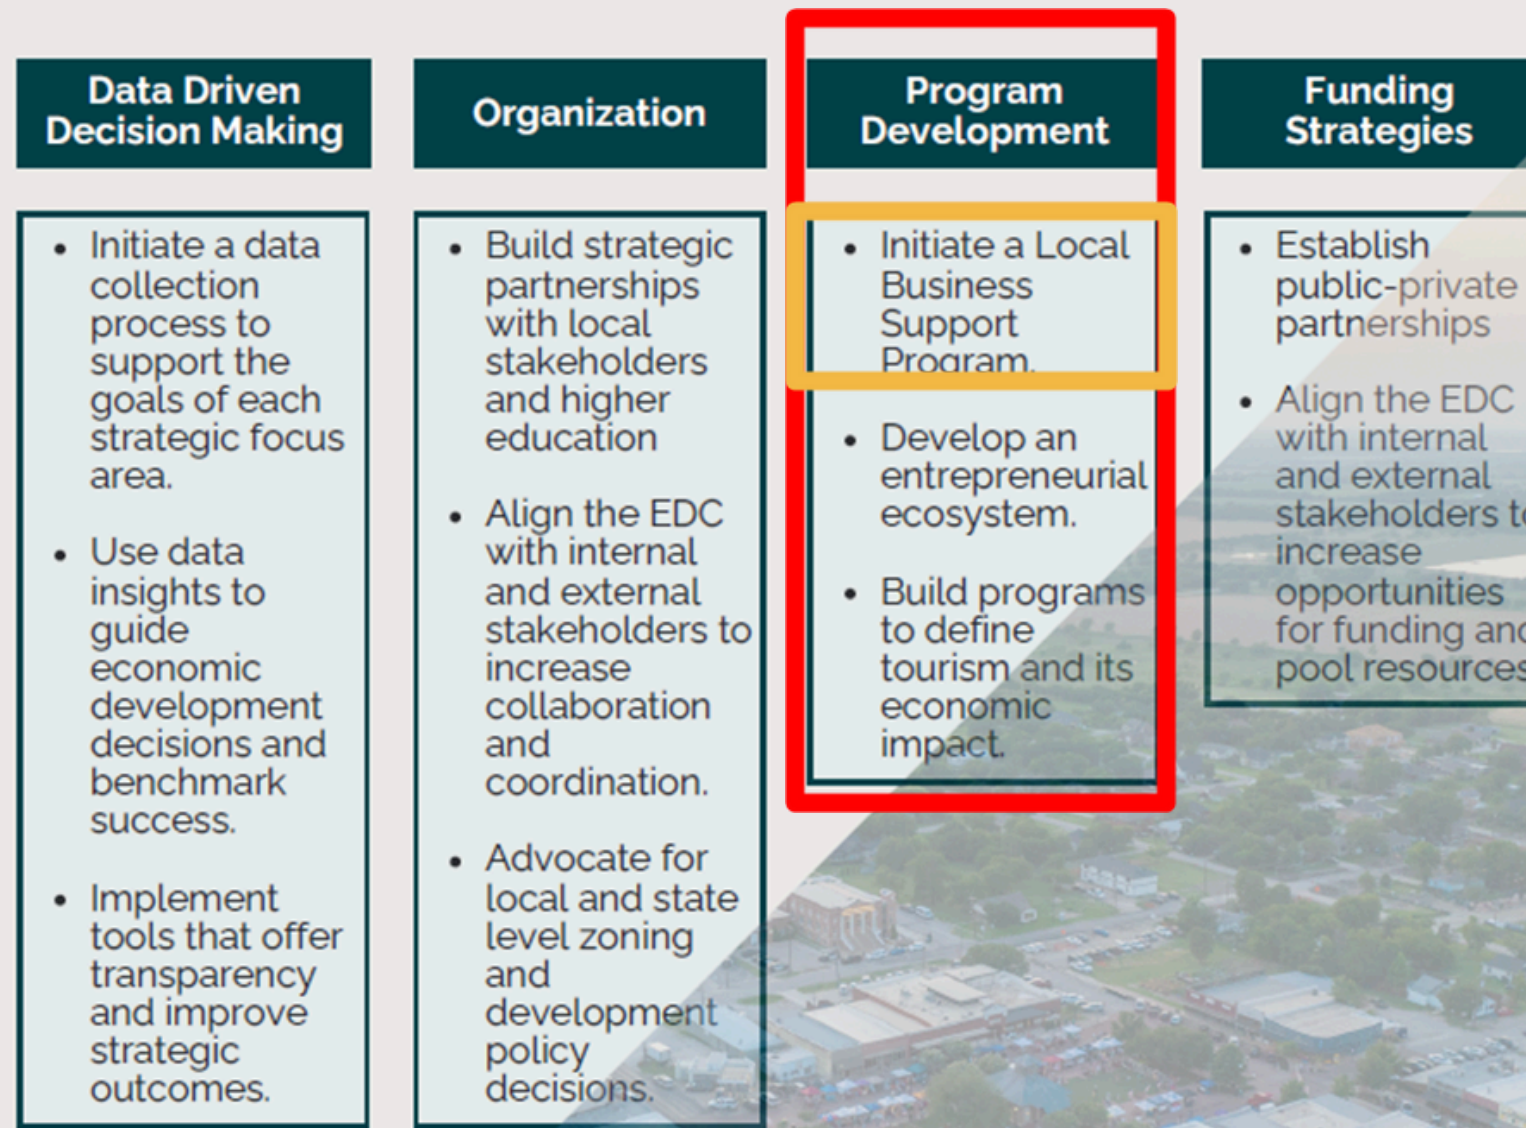 Data Driven
Decision Making
• Initiate a data
collection
process to
support the
goals of each
strategic focus
area.
• Use data
insights to
guide
economic
development
decisions and
benchmark
success.
• Implement
tools that offer
transparency
and improve
strategic
outcomes.
Organization
• Build strategic
partnerships
with local
stakeholders
and higher
education
• Align the EDC
with internal
and external
stakeholders to
increase
collaboration
and
coordination.
• Advocate for
local and state
level zoning
and
development
policy
decisions.
Program
Development
• Initiate a Local
Business
Support
Program.
• Develop an
entrepreneurial
ecosystem.
• Build programs
to define
tourism and its
economic
impact.
Funding
Strategies
• Establish
public-private
partnerships
• Align the EDC
with internal
and external
stakeholders to
increase
opportunities
for funding and
pool resources